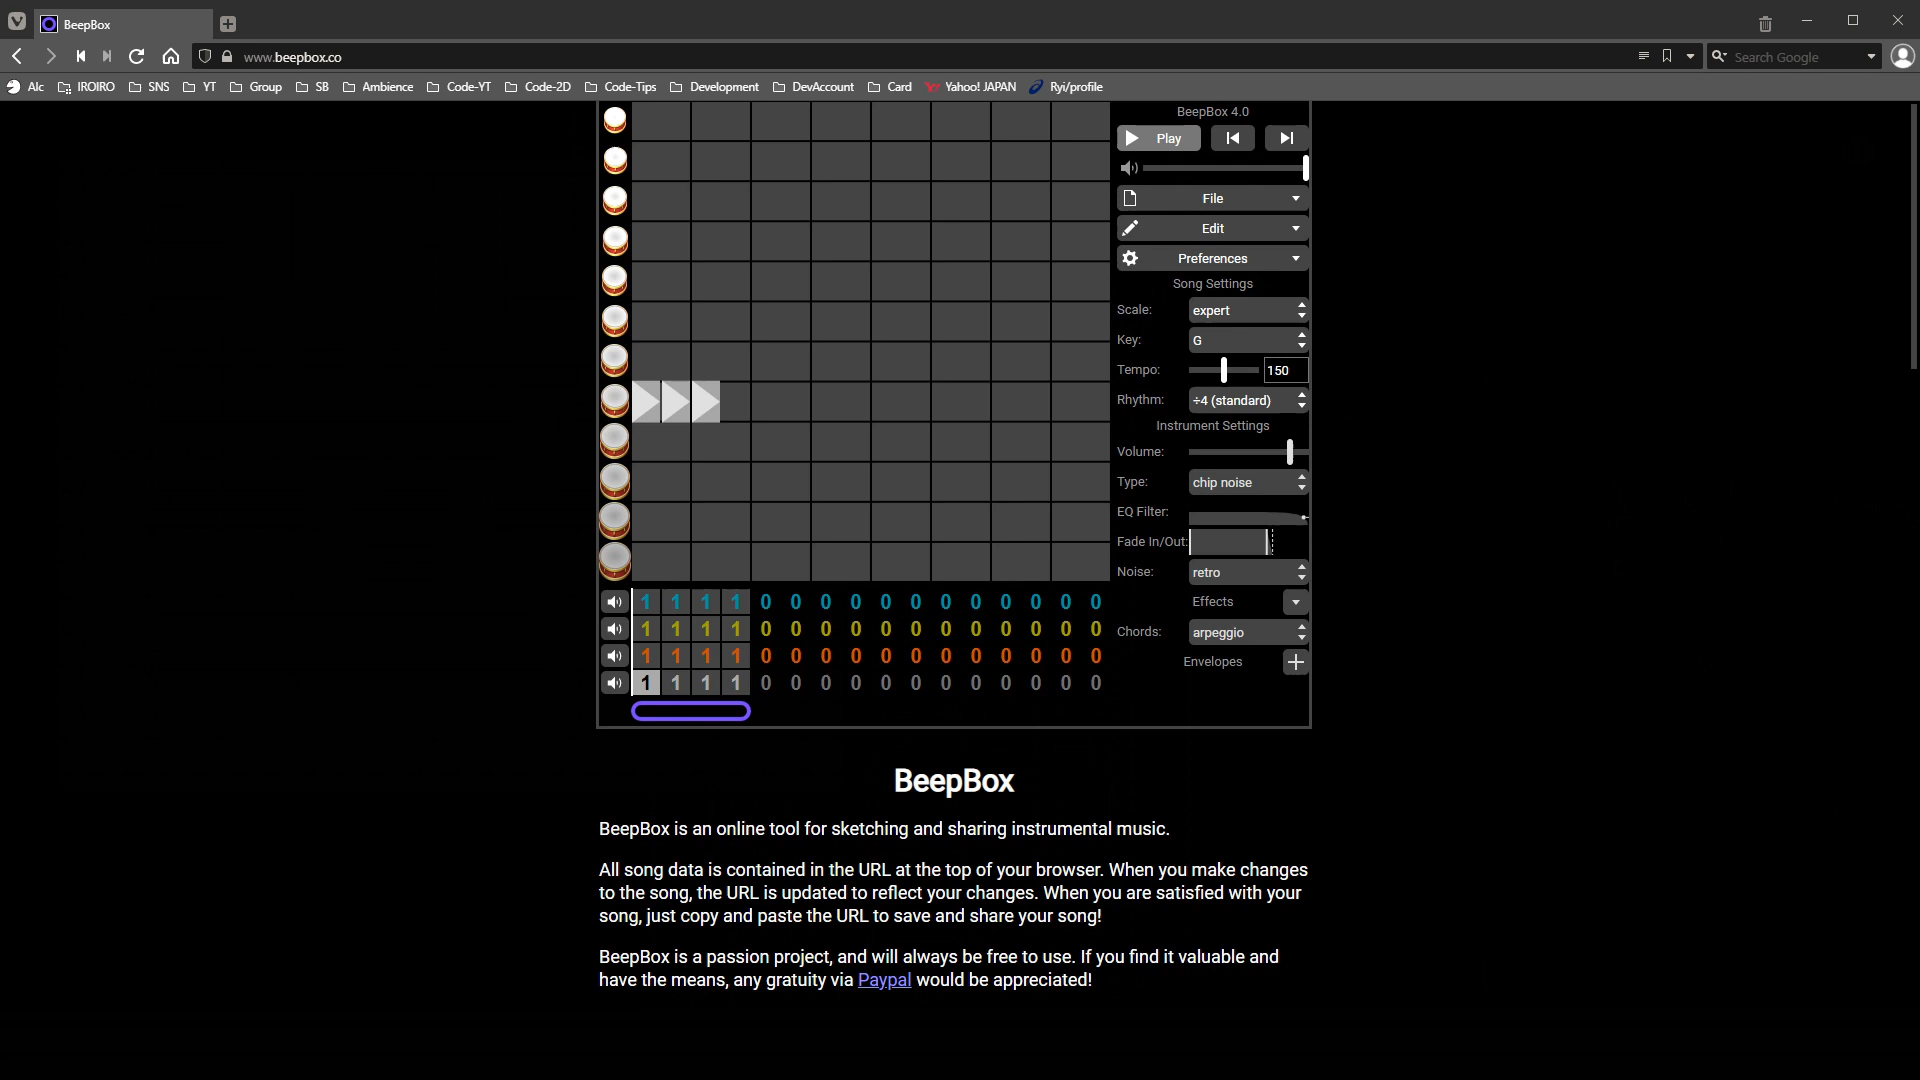 BeepBox
www.beepbox.co
Search Google
Alc IROIRO SNS YT Group SB Ambience Code-YT Code-2D Code-Tips Development DevAccount Card Yahoo! JAPAN Ryi/profile
BeepBox 4.0
Play
File
Edit
Preferences
Song Settings
Scale: expert
Key: G
Tempo: 150
Rhythm: ÷4 (standard)
Instrument Settings
Volume:
Type: chip noise
EQ Filter:
Fade In/Out:
Noise: retro
Effects
Chords: arpeggio
Envelopes
1 1 1 1 0 0 0 0 0 0 0 0 0 0 0 0
1 1 1 1 0 0 0 0 0 0 0 0 0 0 0 0
1 1 1 1 0 0 0 0 0 0 0 0 0 0 0 0
1 1 1 1 0 0 0 0 0 0 0 0 0 0 0 0
BeepBox
BeepBox is an online tool for sketching and sharing instrumental music.
All song data is contained in the URL at the top of your browser. When you make changes
to the song, the URL is updated to reflect your changes. When you are satisfied with your
song, just copy and paste the URL to save and share your song!
BeepBox is a passion project, and will always be free to use. If you find it valuable and
have the means, any gratuity via Paypal would be appreciated!